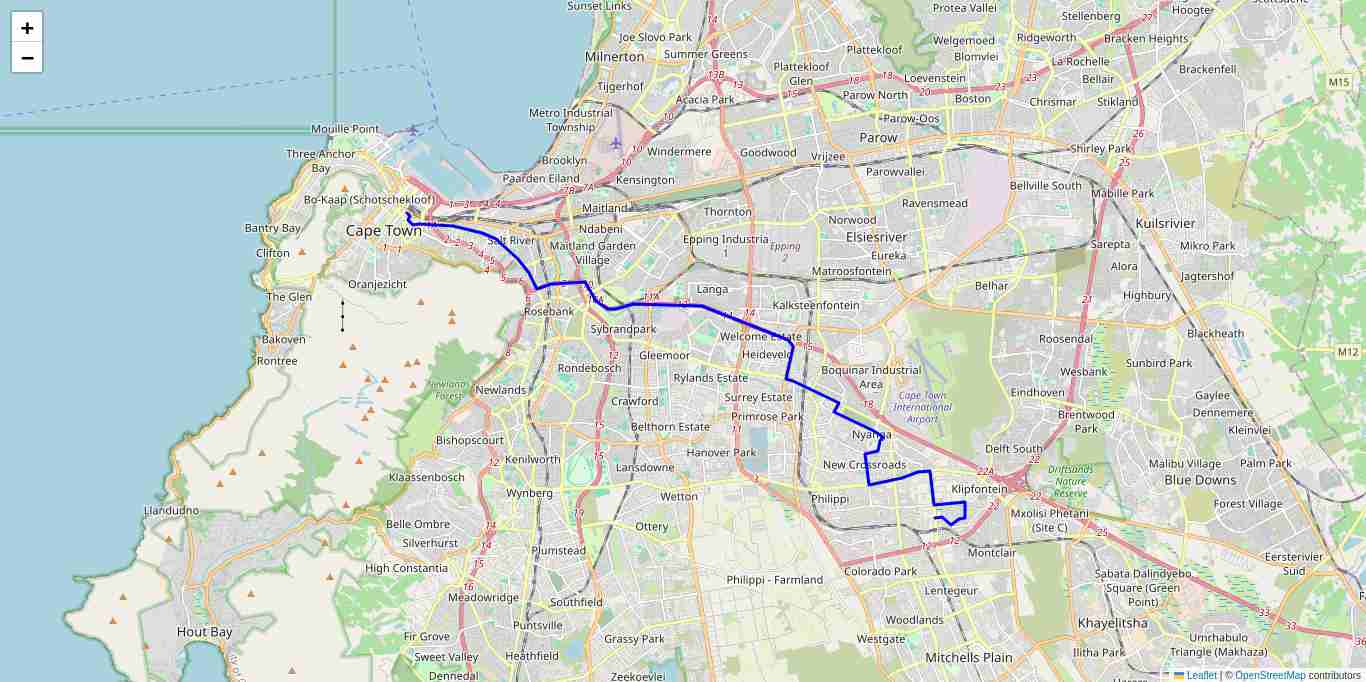 +
−
Sunset Links
Joe Slovo Park
Summer Greens
14
Milnerton
13B
Tijgerhof
Acacia Park
Plattekloof
Plattekloof
Glen
Protea Vallei
Welgemoed
Blomvlei
Loevenstein
Stellenberg
Ridgeworth
Bracken Heights
La Rochelle
Bellair
Brackenfell
M15
Parow North
Boston
Chrismar
Stikland
Parow-Oos
Parow
Metro Industrial
Township
Mouille Point
Three Anchor
Bay
Brooklyn
Windermere
Goodwood
Vrijzee
Shirley Park
Paarden Eiland
Kensington
Parowvallei
Bellville South
Mabille Park
Bo-Kaap (Schotschekloof)
Maitland
Thornton
Norwood
Ravensmead
Kuilsrivier
Bantry Bay
Cape Town
Salt River
Ndabeni
Maitland Garden
Village
Epping Industria
1
Epping
2
Elsiesriver
Eureka
Sarepta
Mikro Park
Clifton
Oranjezicht
Matroosfontein
Alora
Jagtershof
The Glen
Langa
Belhar
Highbury
Rosebank
Kalksteenfontein
Bakoven
Rontree
Sybrandpark
Welcome Estate
Roosendal
Blackheath
Gleemoor
Heideveld
Rondebosch
Rylands Estate
Boquinar Industrial
Area
Wesbank
Sunbird Park
M12
Newlands
Forest
Newlands
Crawford
Surrey Estate
Primrose Park
Cape Town
International
Airport
Eindhoven
Gaylee
Dennemere
Brentwood
Park
Kleinvlei
Bishopscourt
Belthorn Estate
Nyanga
Delft South
Hanover Park
Kenilworth
Lansdowne
New Crossroads
Malibu Village
Palm Park
Klaassenbosch
Driftsands
Nature
Reserve
Blue Downs
Wynberg
Wetton
Philippi
Klipfontein
Forest Village
Llandudno
Belle Ombre
Ottery
Mxolisi Phetani
(Site C)
Silverhurst
Plumstead
Montclair
High Constantia
Philippi - Farmland
Colorado Park
Eersterivier
Suid
Sabata Dalindyebo
Square (Green
Point)
Meadowridge
Southfield
Lentegeur
Hout Bay
Puntsville
Woodlands
Khayelitsha
Fir Grove
Grassy Park
Westgate
Umrhabulo
Triangle (Makhaza)
Sweet Valley
Heathfield
Mitchells Plain
Ilitha Park
Dennedal
Zeekoevlei
Leaflet | © OpenStreetMap contributors